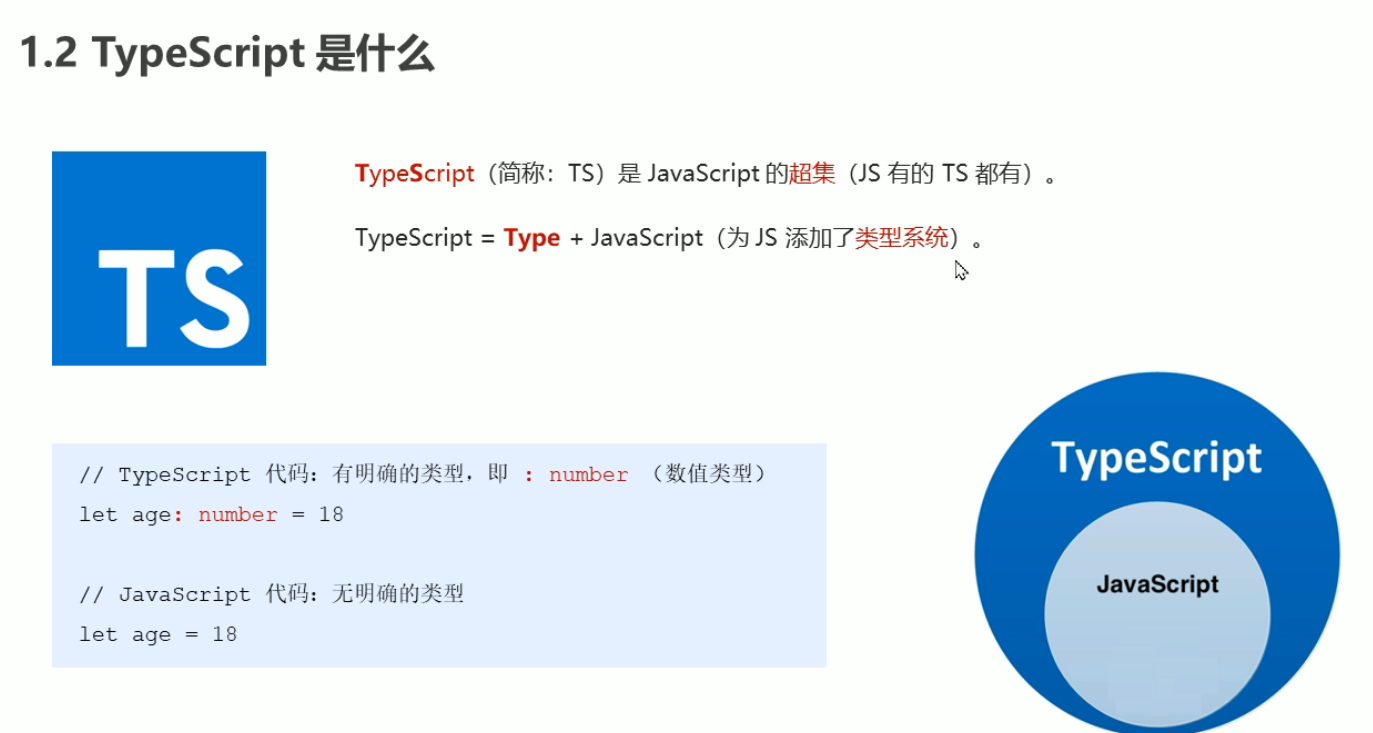 1.2 TypeScript 是什么
TS
TypeScript（简称：TS）是 JavaScript 的超集（JS 有的 TS 都有）。
TypeScript = Type + JavaScript（为 JS 添加了类型系统）。
// TypeScript 代码：有明确的类型，即 : number （数值类型）
let age: number = 18
// JavaScript 代码：无明确的类型
let age = 18
TypeScript
JavaScript